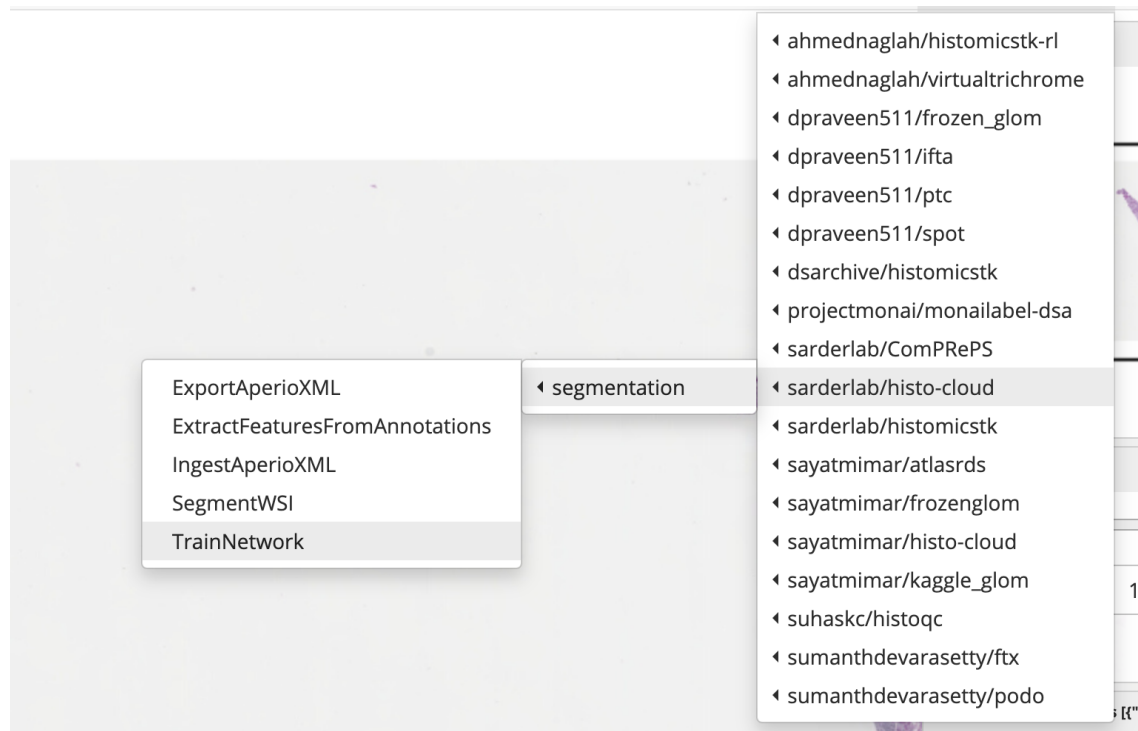 ahmednaglah/histomicstk-rl
ahmednaglah/virtualtrichrome
dpraveen511/frozen_glom
dpraveen511/ifta
dpraveen511/ptc
dpraveen511/spot
dsarchive/histomicstk
projectmonai/monailabel-dsa
sarderlab/ComPRePS
sarderlab/histo-cloud
sarderlab/histomicstk
sayatmimar/atlasrds
sayatmimar/frozenglom
sayatmimar/histo-cloud
sayatmimar/kaggle_glom
suhaskc/histoqc
sumanthdevarasetty/ftx
sumanthdevarasetty/podo
segmentation
ExportAperioXML
ExtractFeaturesFromAnnotations
IngestAperioXML
SegmentWSI
TrainNetwork
1
s [{"